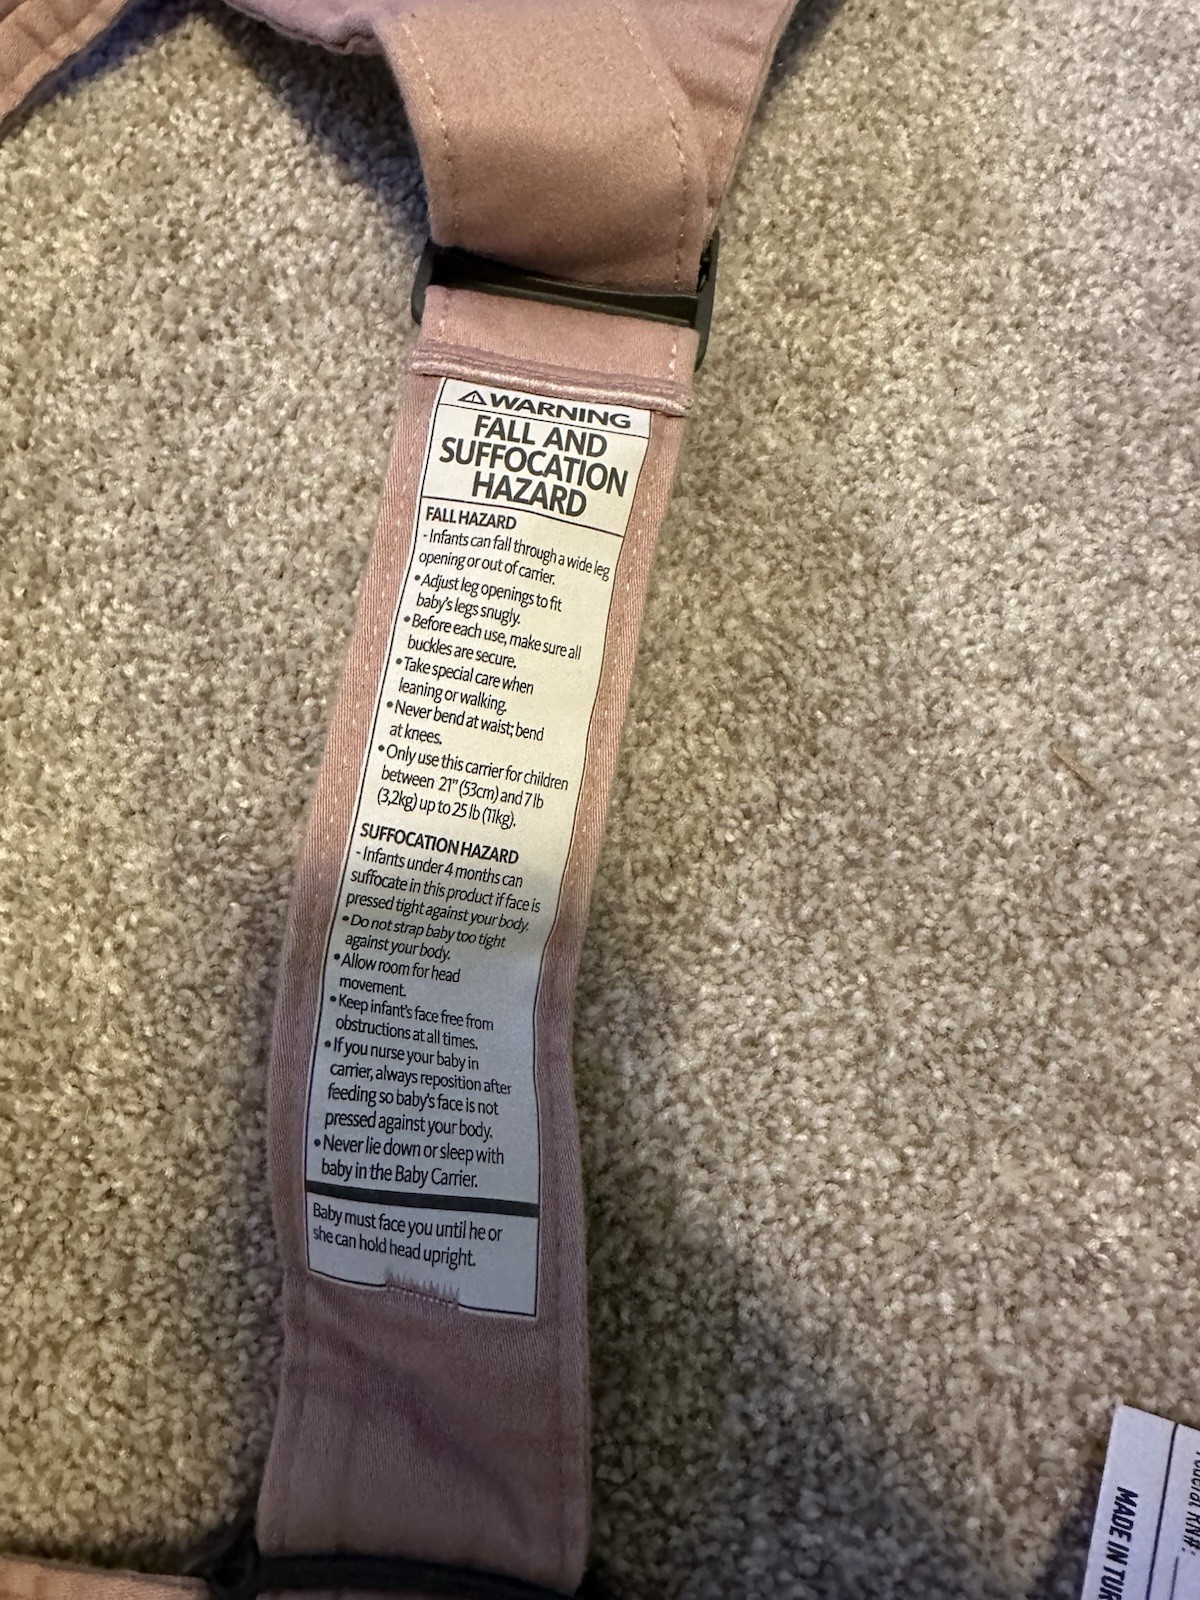 ⚠WARNING
FALL AND
SUFFOCATION
HAZARD
FALL HAZARD
- Infants can fall through a wide leg
opening or out of carrier.
•Adjust leg openings to fit
baby's legs snugly.
•Before each use, make sure all
buckles are secure.
•Take special care when
leaning or walking.
•Never bend at waist; bend
at knees.
•Only use this carrier for children
between 21" (53cm) and 7 lb
(3,2kg) up to 25 lb (11kg).
SUFFOCATION HAZARD
- Infants under 4 months can
suffocate in this product if face is
pressed tight against your body.
•Do not strap baby too tight
against your body.
•Allow room for head
movement.
•Keep infant's face free from
obstructions at all times.
•If you nurse your baby in
carrier, always reposition after
feeding so baby's face is not
pressed against your body.
•Never lie down or sleep with
baby in the Baby Carrier.
Baby must face you until he or
she can hold head upright.
RN#:
MADE IN TUR